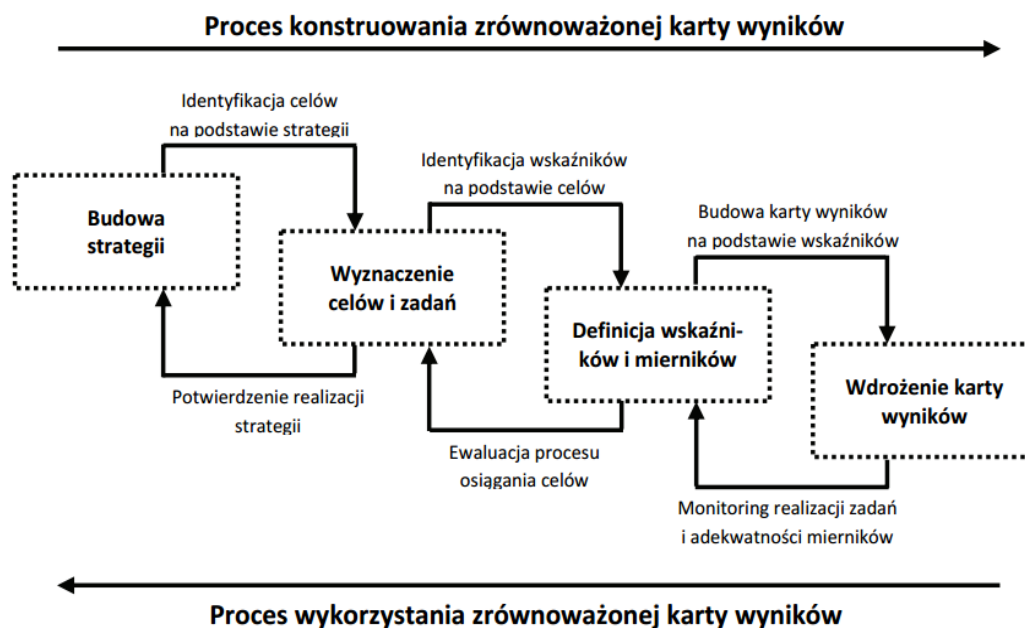 Proces konstruowania zrównoważonej karty wyników
Identyfikacja celów
na podstawie strategii
Identyfikacja wskaźników
na podstawie celów
Budowa karty wyników
na podstawie wskaźników
Budowa
strategii
Wyznaczenie
celów i zadań
Definicja wskaźni-
ków i mierników
Wdrożenie karty
wyników
Potwierdzenie realizacji
strategii
Ewaluacja procesu
osiągania celów
Monitoring realizacji zadań
i adekwatności mierników
Proces wykorzystania zrównoważonej karty wyników